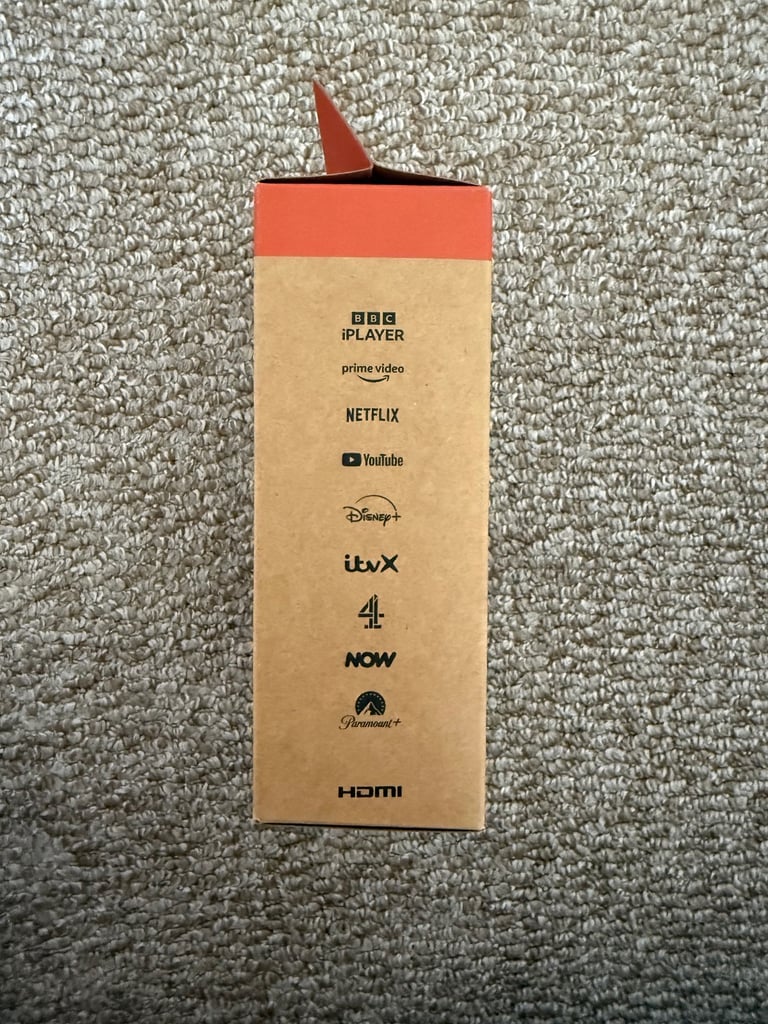 BBC
iPLAYER
prime video
NETFLIX
YouTube
Disney+
itvX
4
NOW
Paramount+
HDMI